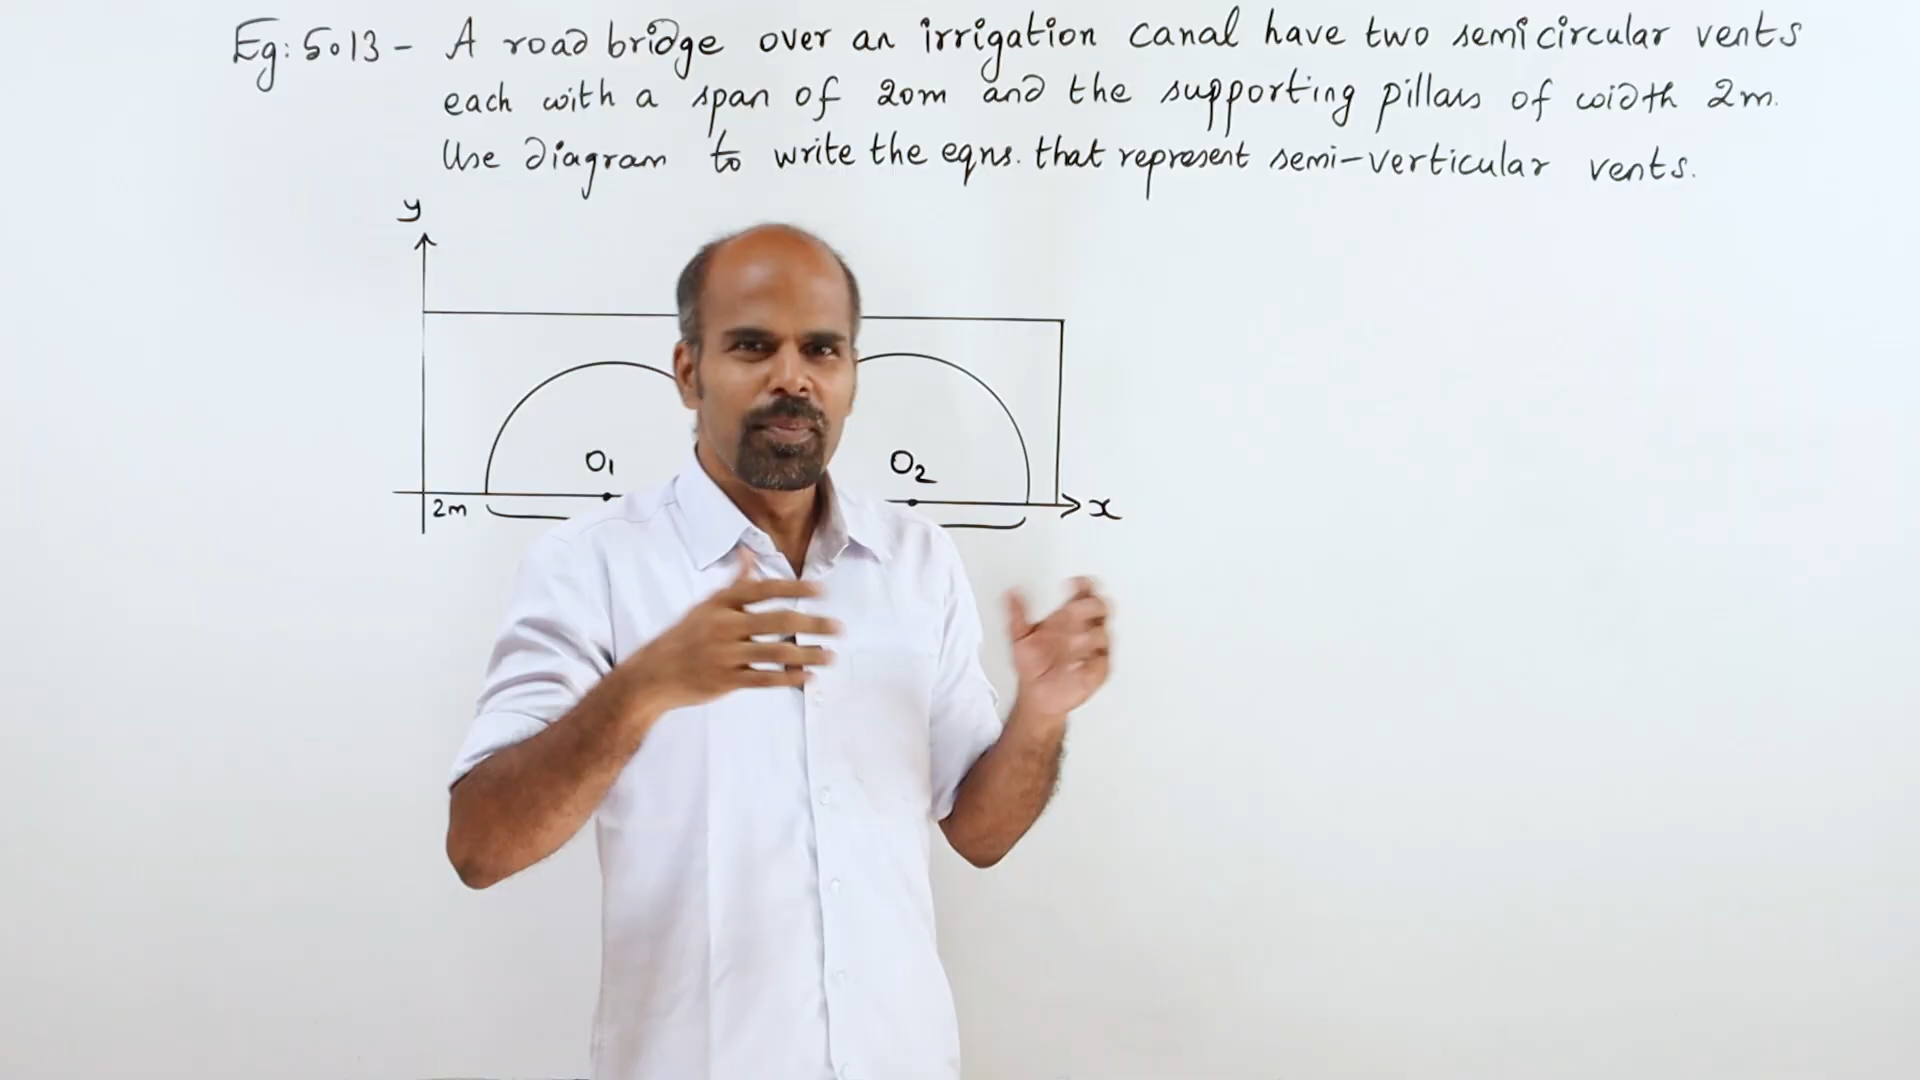 Eg: 5.13 - A road bridge over an irrigation canal have two semicircular vents
each with a span of 20m and the supporting pillars of width 2m.
Use diagram to write the eqns. that represent semi-verticular vents.
y
O1
O2
2m
x